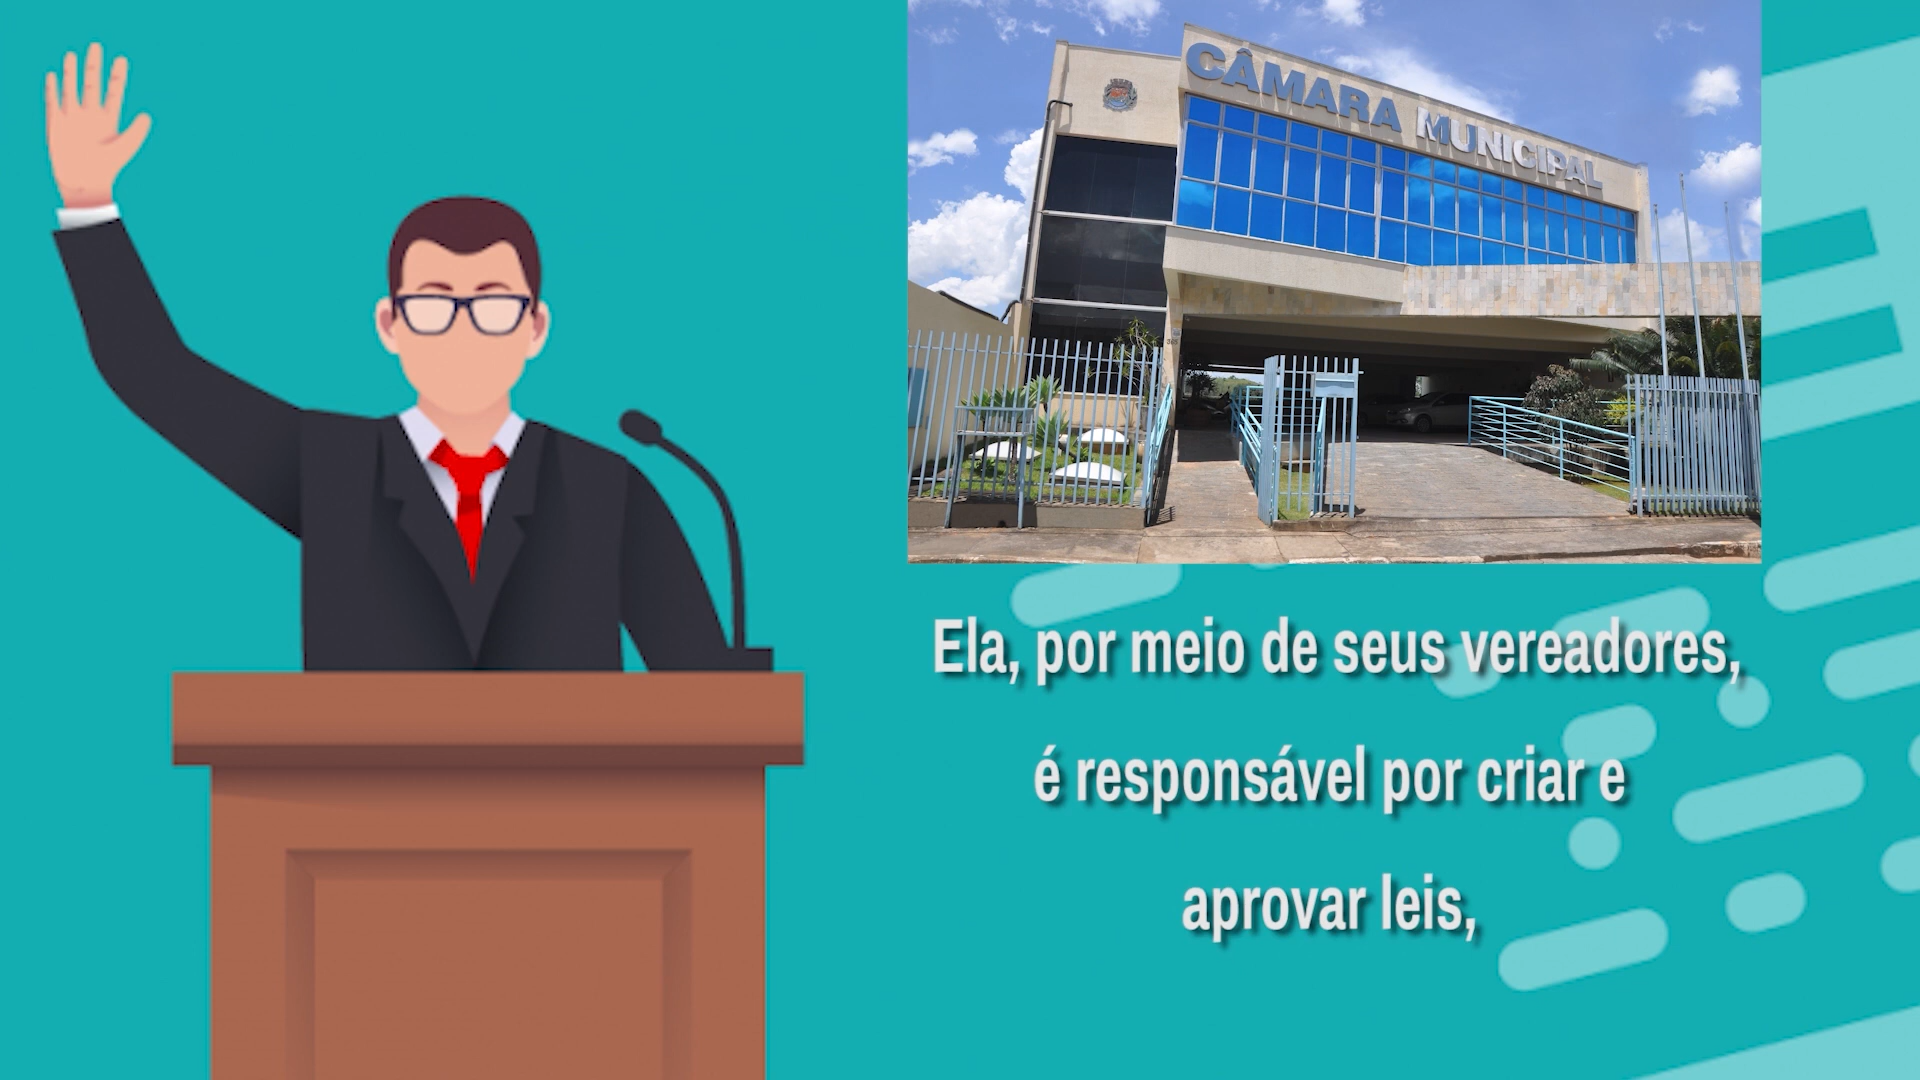 CÂMARA MUNICIPAL
Ela, por meio de seus vereadores,
é responsável por criar e
aprovar leis,